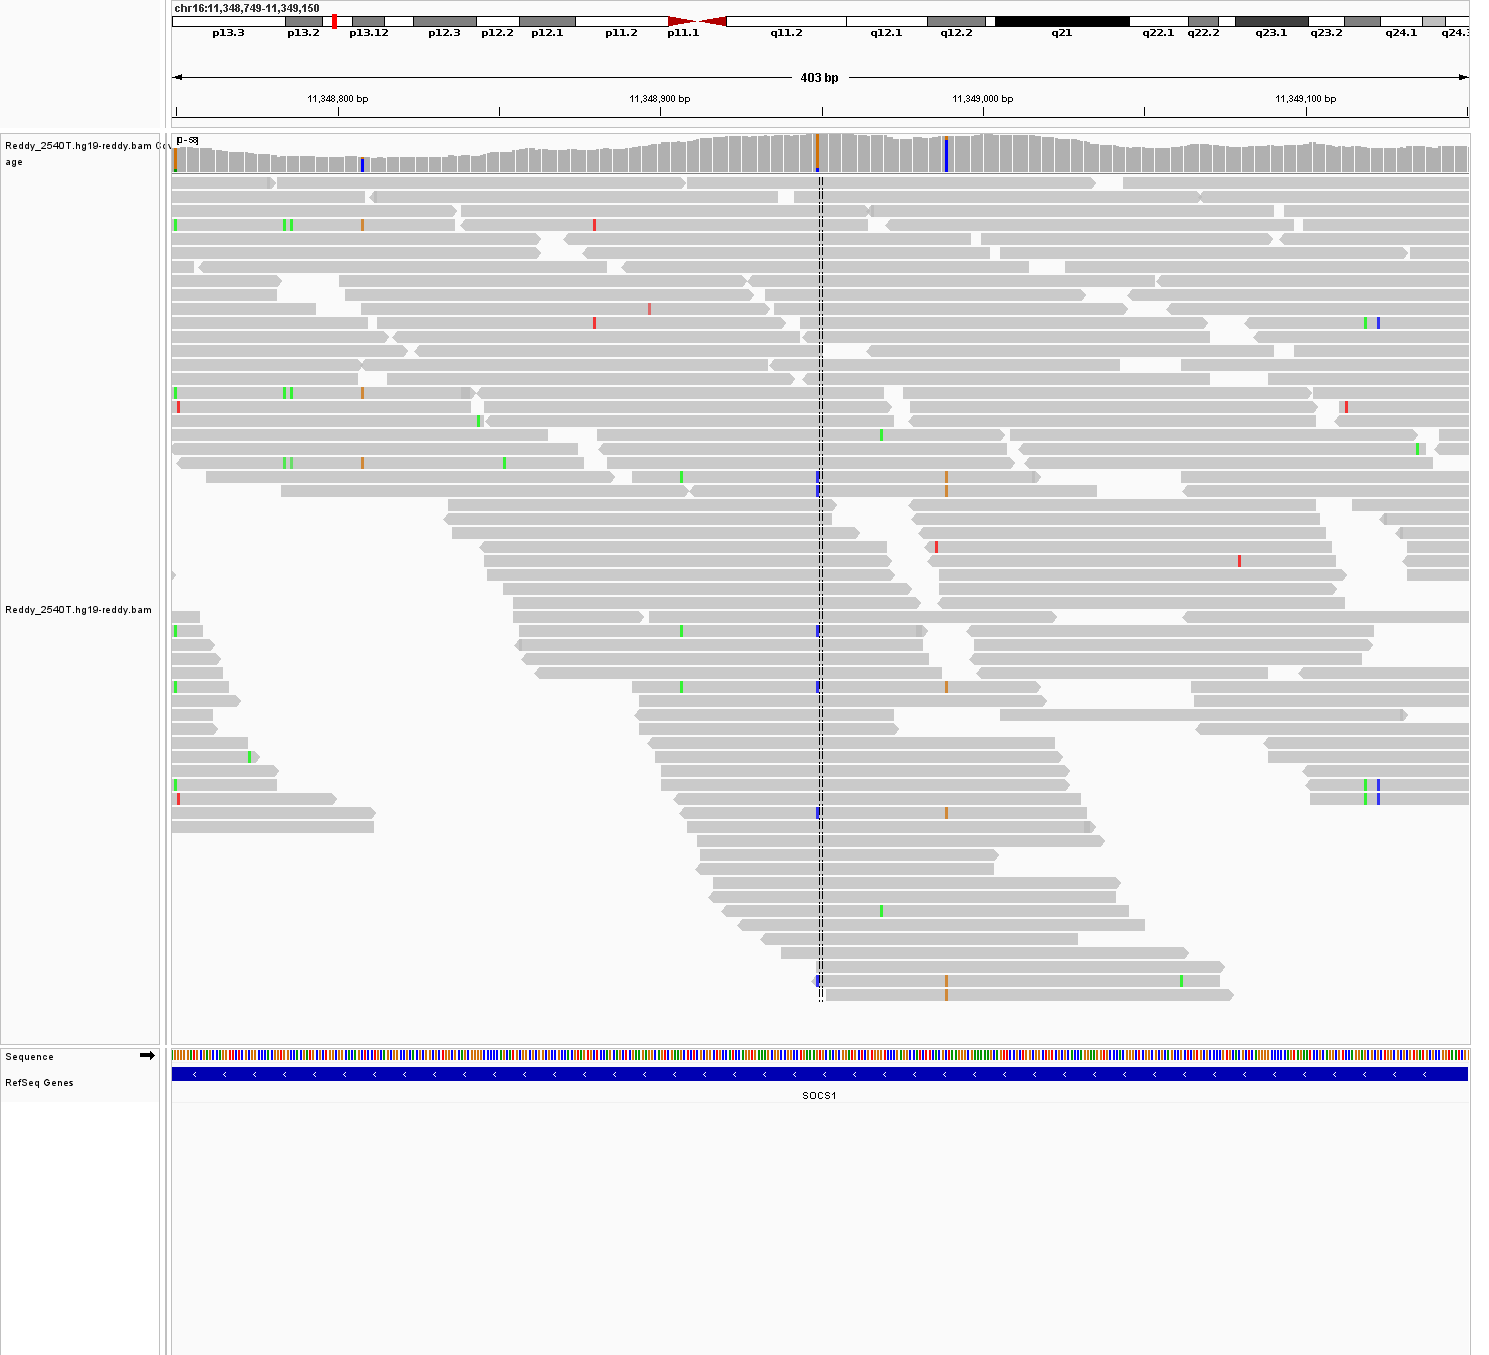 chr16:11,348,749-11,349,150
p13.3 p13.2 p13.12 p12.3 p12.2 p12.1 p11.2 p11.1 q11.2 q12.1 q12.2 q21 q22.1 q22.2 q23.1 q23.2 q24.1 q24.3
403 bp
11,348,800 bp 11,348,900 bp 11,349,000 bp 11,349,100 bp
Reddy_2540T.hg19-reddy.bam Cov
age
[0 - 68]
Reddy_2540T.hg19-reddy.bam
Sequence
RefSeq Genes
SOCS1